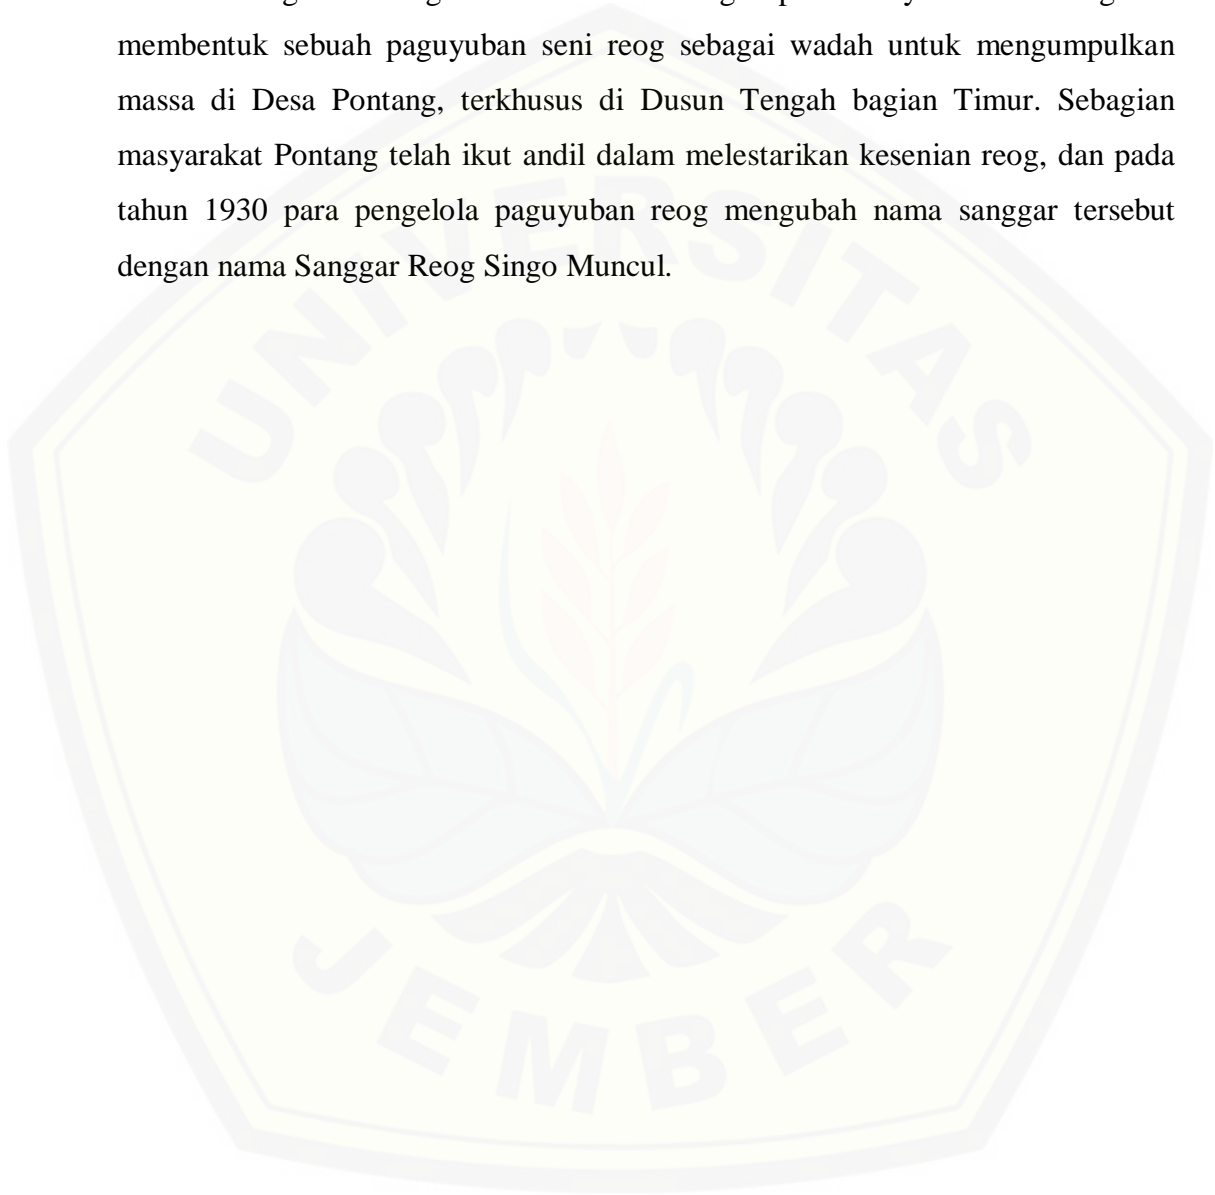 membentuk sebuah paguyuban seni reog sebagai wadah untuk mengumpulkan
massa di Desa Pontang, terkhusus di Dusun Tengah bagian Timur. Sebagian
masyarakat Pontang telah ikut andil dalam melestarikan kesenian reog, dan pada
tahun 1930 para pengelola paguyuban reog mengubah nama sanggar tersebut
dengan nama Sanggar Reog Singo Muncul.
UNIVERSITAS
JEMBER